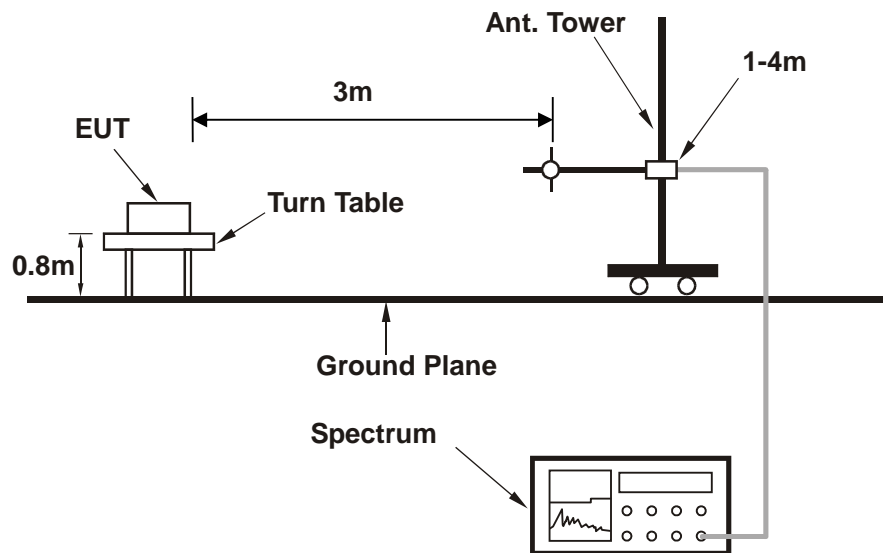 Ant. Tower
1-4m
3m
EUT
Turn Table
0.8m
Ground Plane
Spectrum